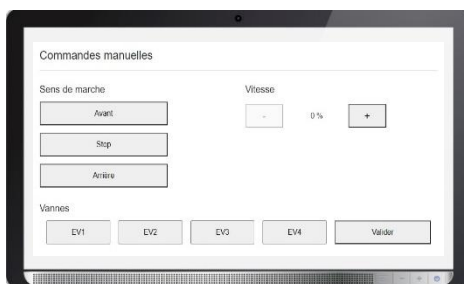 Commandes manuelles
Sens de marche
Vitesse
Avant
- 0 % +
Stop
Arrière
Vannes
EV1 EV2 EV3 EV4 Valider
- +